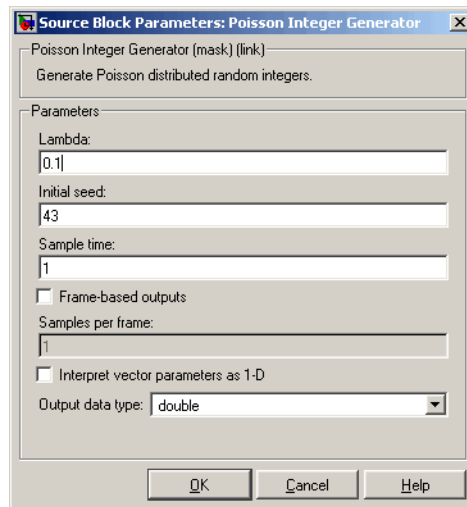 Source Block Parameters: Poisson Integer Generator
Poisson Integer Generator (mask) (link)
Generate Poisson distributed random integers.
Parameters
Lambda:
0.1
Initial seed:
43
Sample time:
1
Frame-based outputs
Samples per frame:
1
Interpret vector parameters as 1-D
Output data type: double
OK Cancel Help